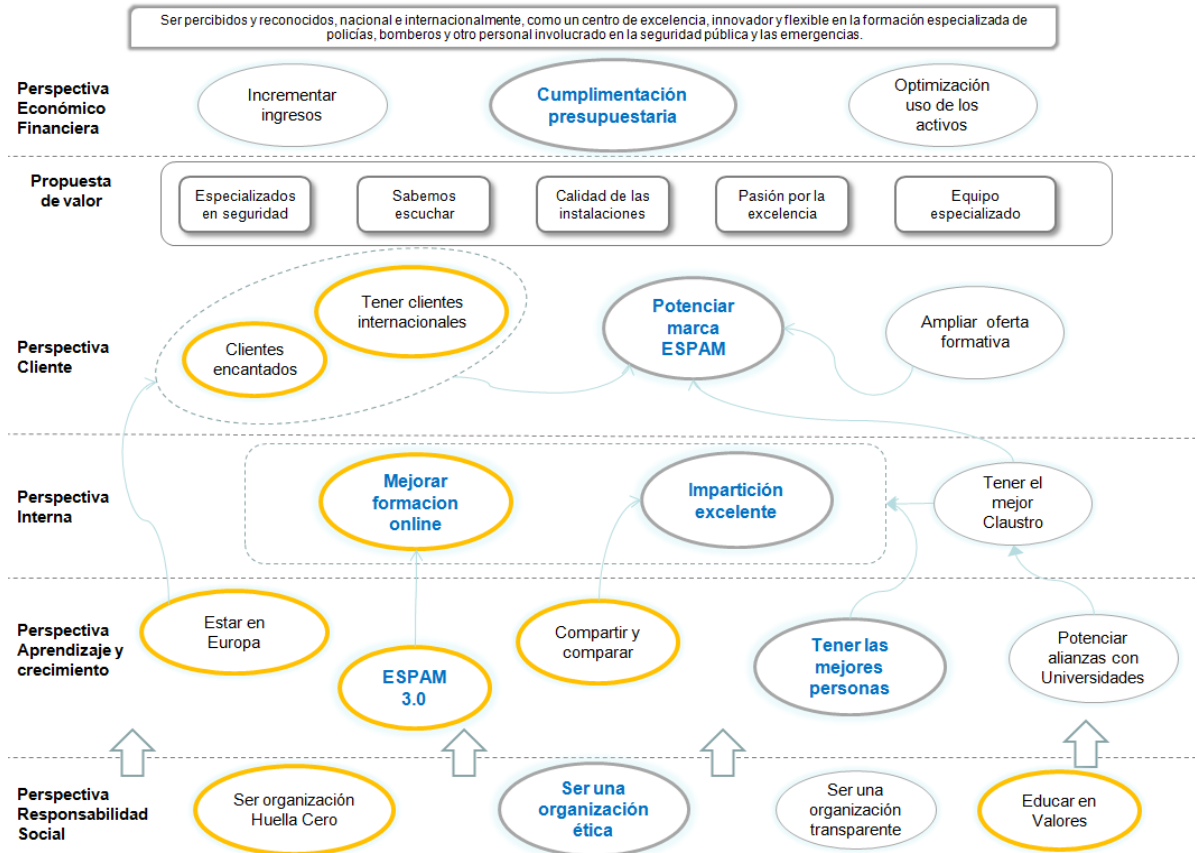 Ser percibidos y reconocidos, nacional e internacionalmente, como un centro de excelencia, innovador y flexible en la formación especializada de
policías, bomberos y otro personal involucrado en la seguridad pública y las emergencias.
Perspectiva
Económico
Financiera
Incrementar
ingresos
Cumplimentación
presupuestaria
Optimización
uso de los
activos
Propuesta
de valor
Especializados
en seguridad
Sabemos
escuchar
Calidad de las
instalaciones
Pasión por la
excelencia
Equipo
especializado
Perspectiva
Cliente
Clientes
encantados
Tener clientes
internacionales
Potenciar
marca
ESPAM
Ampliar oferta
formativa
Perspectiva
Interna
Mejorar
formacion
online
Impartición
excelente
Tener el
mejor
Claustro
Perspectiva
Aprendizaje y
crecimiento
Estar en
Europa
ESPAM
3.0
Compartir y
comparar
Tener las
mejores
personas
Potenciar
alianzas con
Universidades
Perspectiva
Responsabilidad
Social
Ser organización
Huella Cero
Ser una
organización
ética
Ser una
organización
transparente
Educar en
Valores